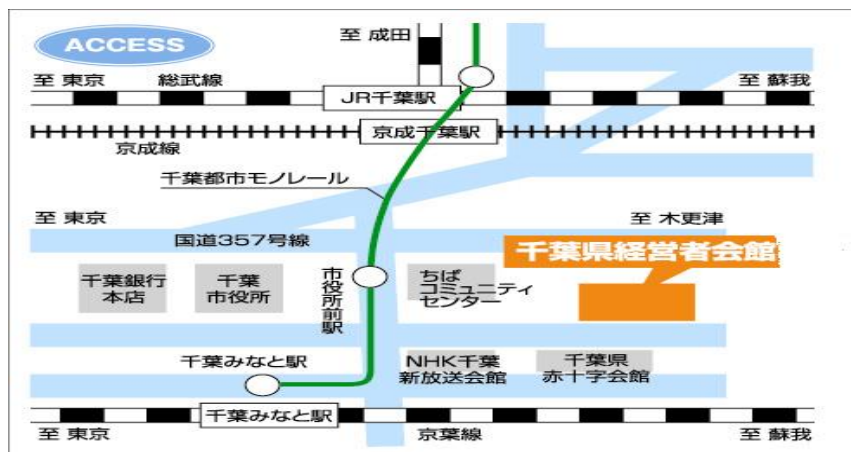 ACCESS
至 成田
至 東京
総武線
至 蘇我
JR千葉駅
京成千葉駅
京成線
千葉都市モノレール
至 東京
至 木更津
国道357号線
千葉県経営者会館
千葉銀行
本店
千葉
市役所
市役所前駅
ちば
コミュニティ
センター
千葉みなと駅
NHK千葉
新放送会館
千葉県
赤十字会館
千葉みなと駅
至 東京
京葉線
至 蘇我